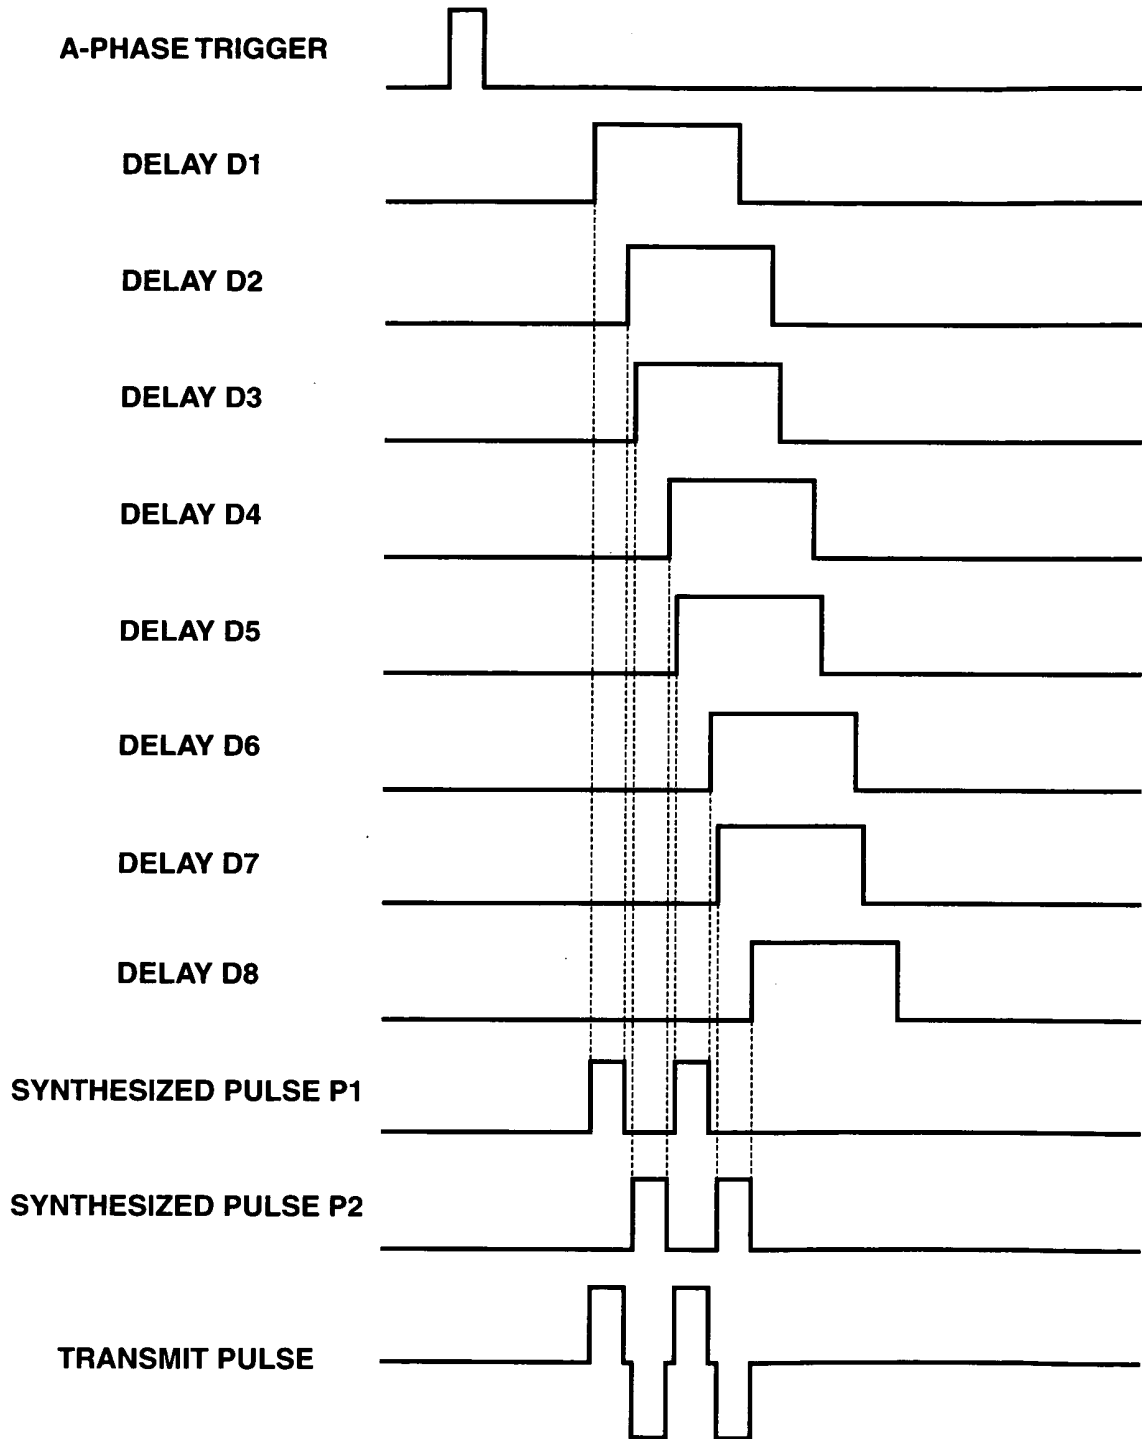 A-PHASE TRIGGER
DELAY D1
DELAY D2
DELAY D3
DELAY D4
DELAY D5
DELAY D6
DELAY D7
DELAY D8
SYNTHESIZED PULSE P1
SYNTHESIZED PULSE P2
TRANSMIT PULSE